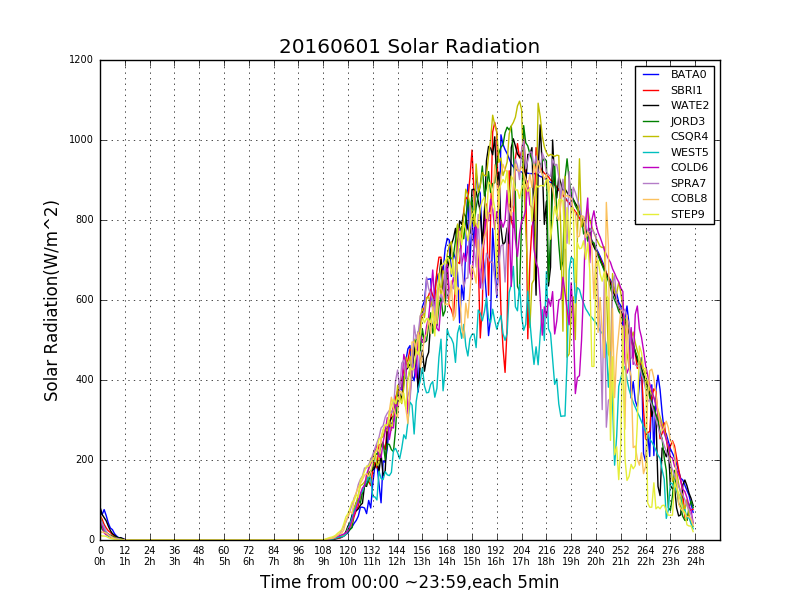 20160601 Solar Radiation
1200
1000
800
600
400
200
0
Solar Radiation(W/m^2)
BATA0
SBRI1
WATE2
JORD3
CSQR4
WEST5
COLD6
SPRA7
COBL8
STEP9
0 12 24 36 48 60 72 84 96 108 120 132 144 156 168 180 192 204 216 228 240 252 264 276 288
0h 1h 2h 3h 4h 5h 6h 7h 8h 9h 10h 11h 12h 13h 14h 15h 16h 17h 18h 19h 20h 21h 22h 23h 24h
Time from 00:00 ~23:59,each 5min